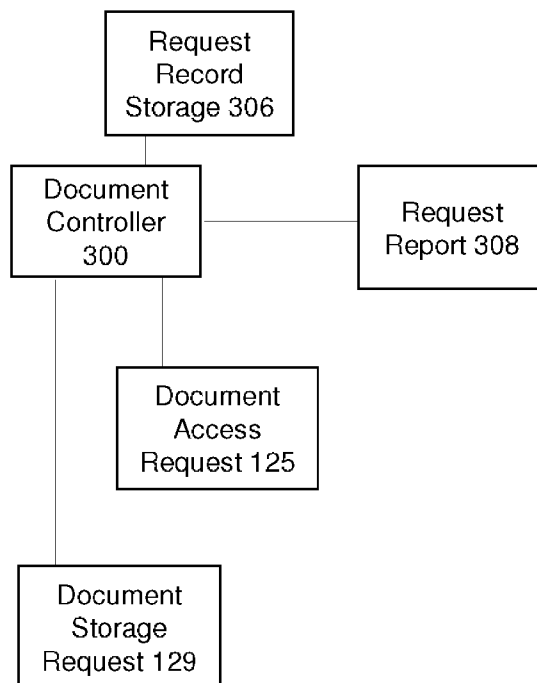 Request
Record
Storage 306
Document
Controller
300
Request
Report 308
Document
Access
Request 125
Document
Storage
Request 129